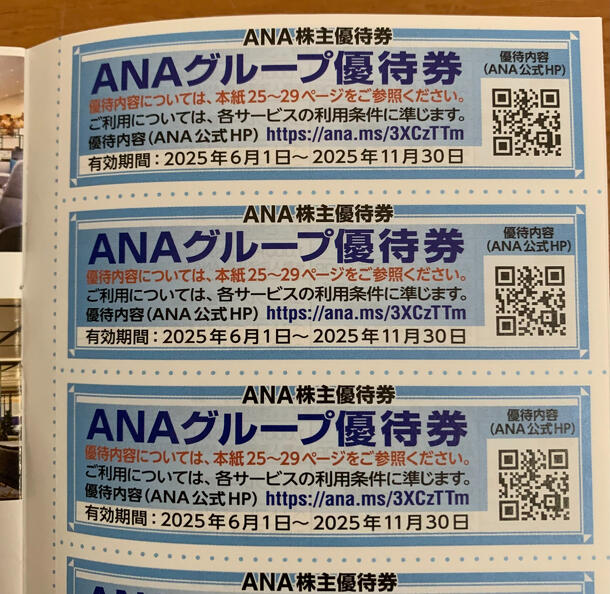 ANA株主優待券
ANAグループ優待券
優待内容については、本紙25〜29ページをご参照ください。
ご利用については、各サービスの利用条件に準じます。
優待内容(ANA公式HP) https://ana.ms/3XCzTTm
有効期間:2025年6月1日〜2025年11月30日
優待内容
(ANA公式HP)
ANA株主優待券
ANAグループ優待券
優待内容については、本紙25〜29ページをご参照ください。
ご利用については、各サービスの利用条件に準じます。
優待内容(ANA公式HP) https://ana.ms/3XCzTTm
有効期間:2025年6月1日〜2025年11月30日
優待内容
(ANA公式HP)
ANA株主優待券
ANAグループ優待券
優待内容については、本紙25〜29ページをご参照ください。
ご利用については、各サービスの利用条件に準じます。
優待内容(ANA公式HP) https://ana.ms/3XCzTTm
有効期間:2025年6月1日〜2025年11月30日
優待内容
(ANA公式HP)
ANA株主優待券